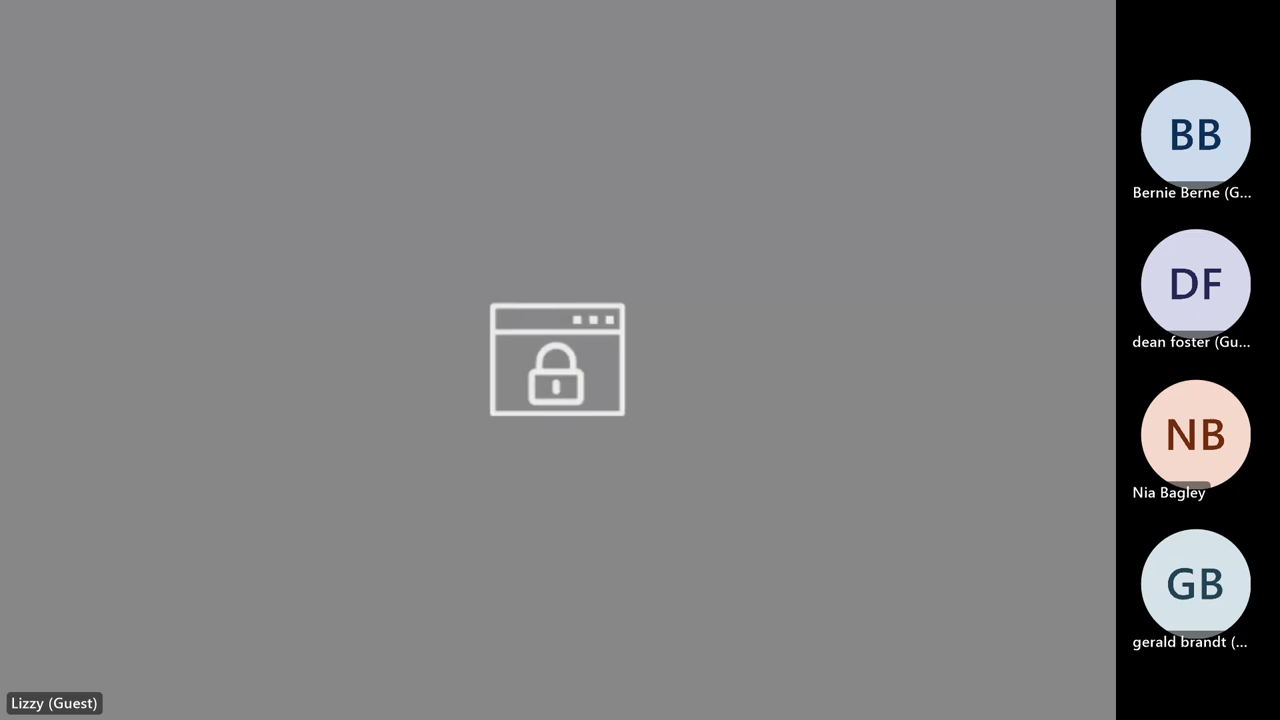 BB
Bernie Berne (G...
DF
dean foster (Gu...
NB
Nia Bagley
GB
gerald brandt (...
Lizzy (Guest)